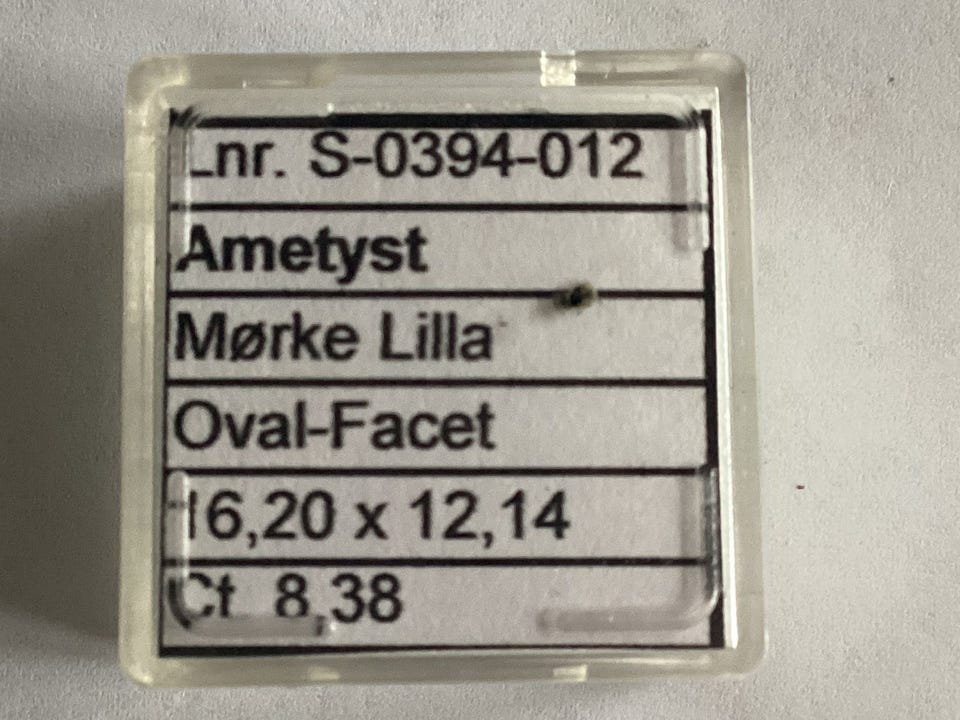 Lnr. S-0394-012
Ametyst
Mørke Lilla
Oval-Facet
16,20 x 12,14
Ct 8,38